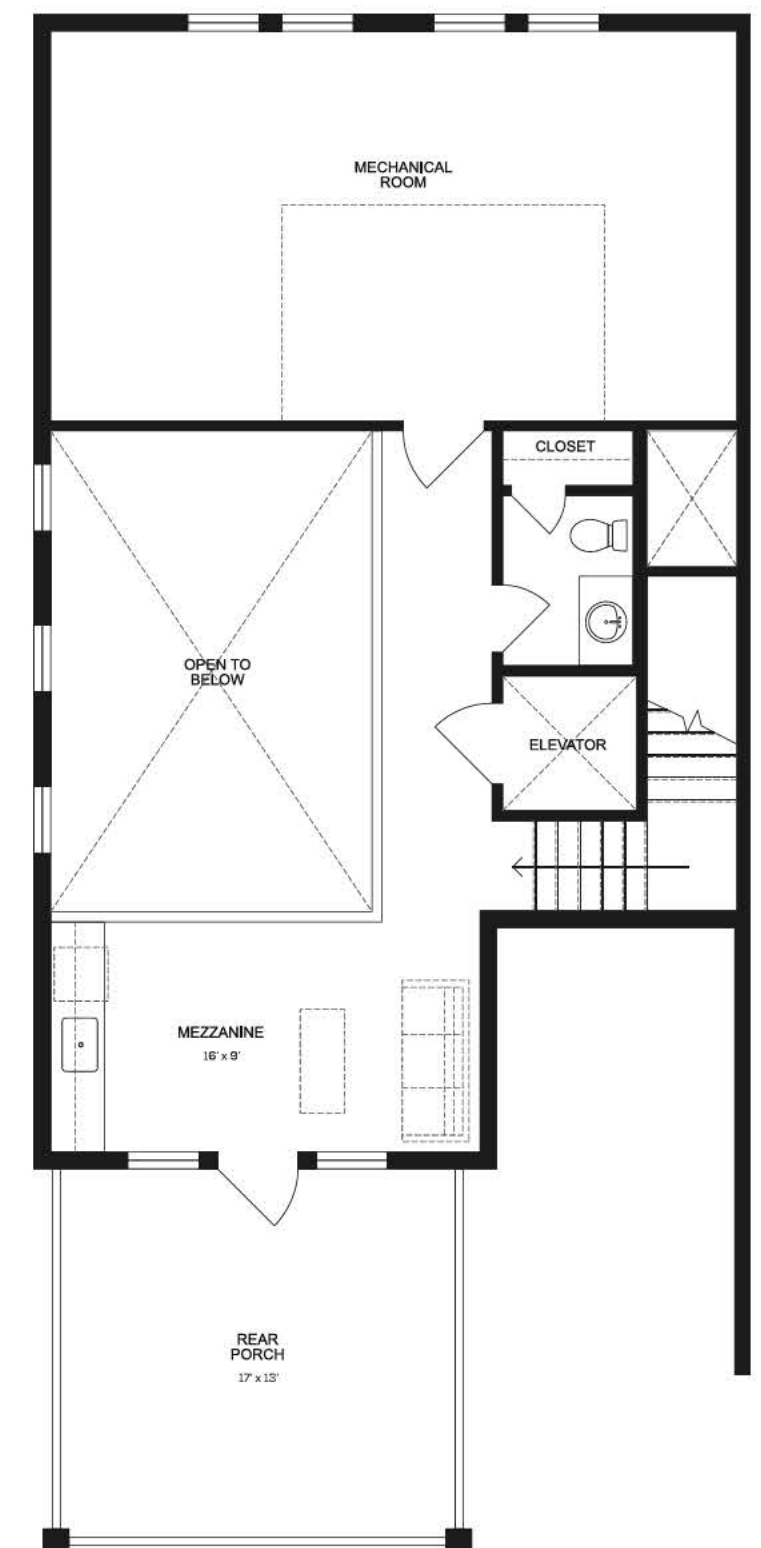 MECHANICAL
ROOM
CLOSET
OPEN TO
BELOW
ELEVATOR
MEZZANINE
16' x 9'
REAR
PORCH
17' x 13'